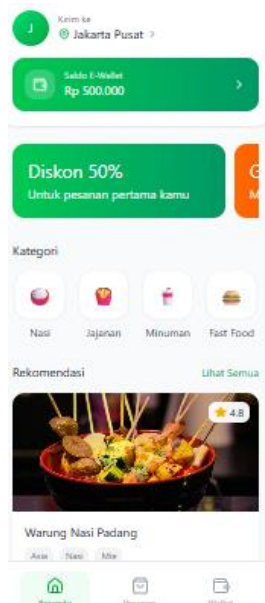 J
Kirim ke
Jakarta Pusat >
Saldo E-Wallet
Rp 500.000
Diskon 50%
Untuk pesanan pertama kamu
G
M
Kategori
Nasi
Jajanan
Minuman
Fast Food
Rekomendasi
Lihat Semua
4.8
Warung Nasi Padang
Asia
Nasi
Mie